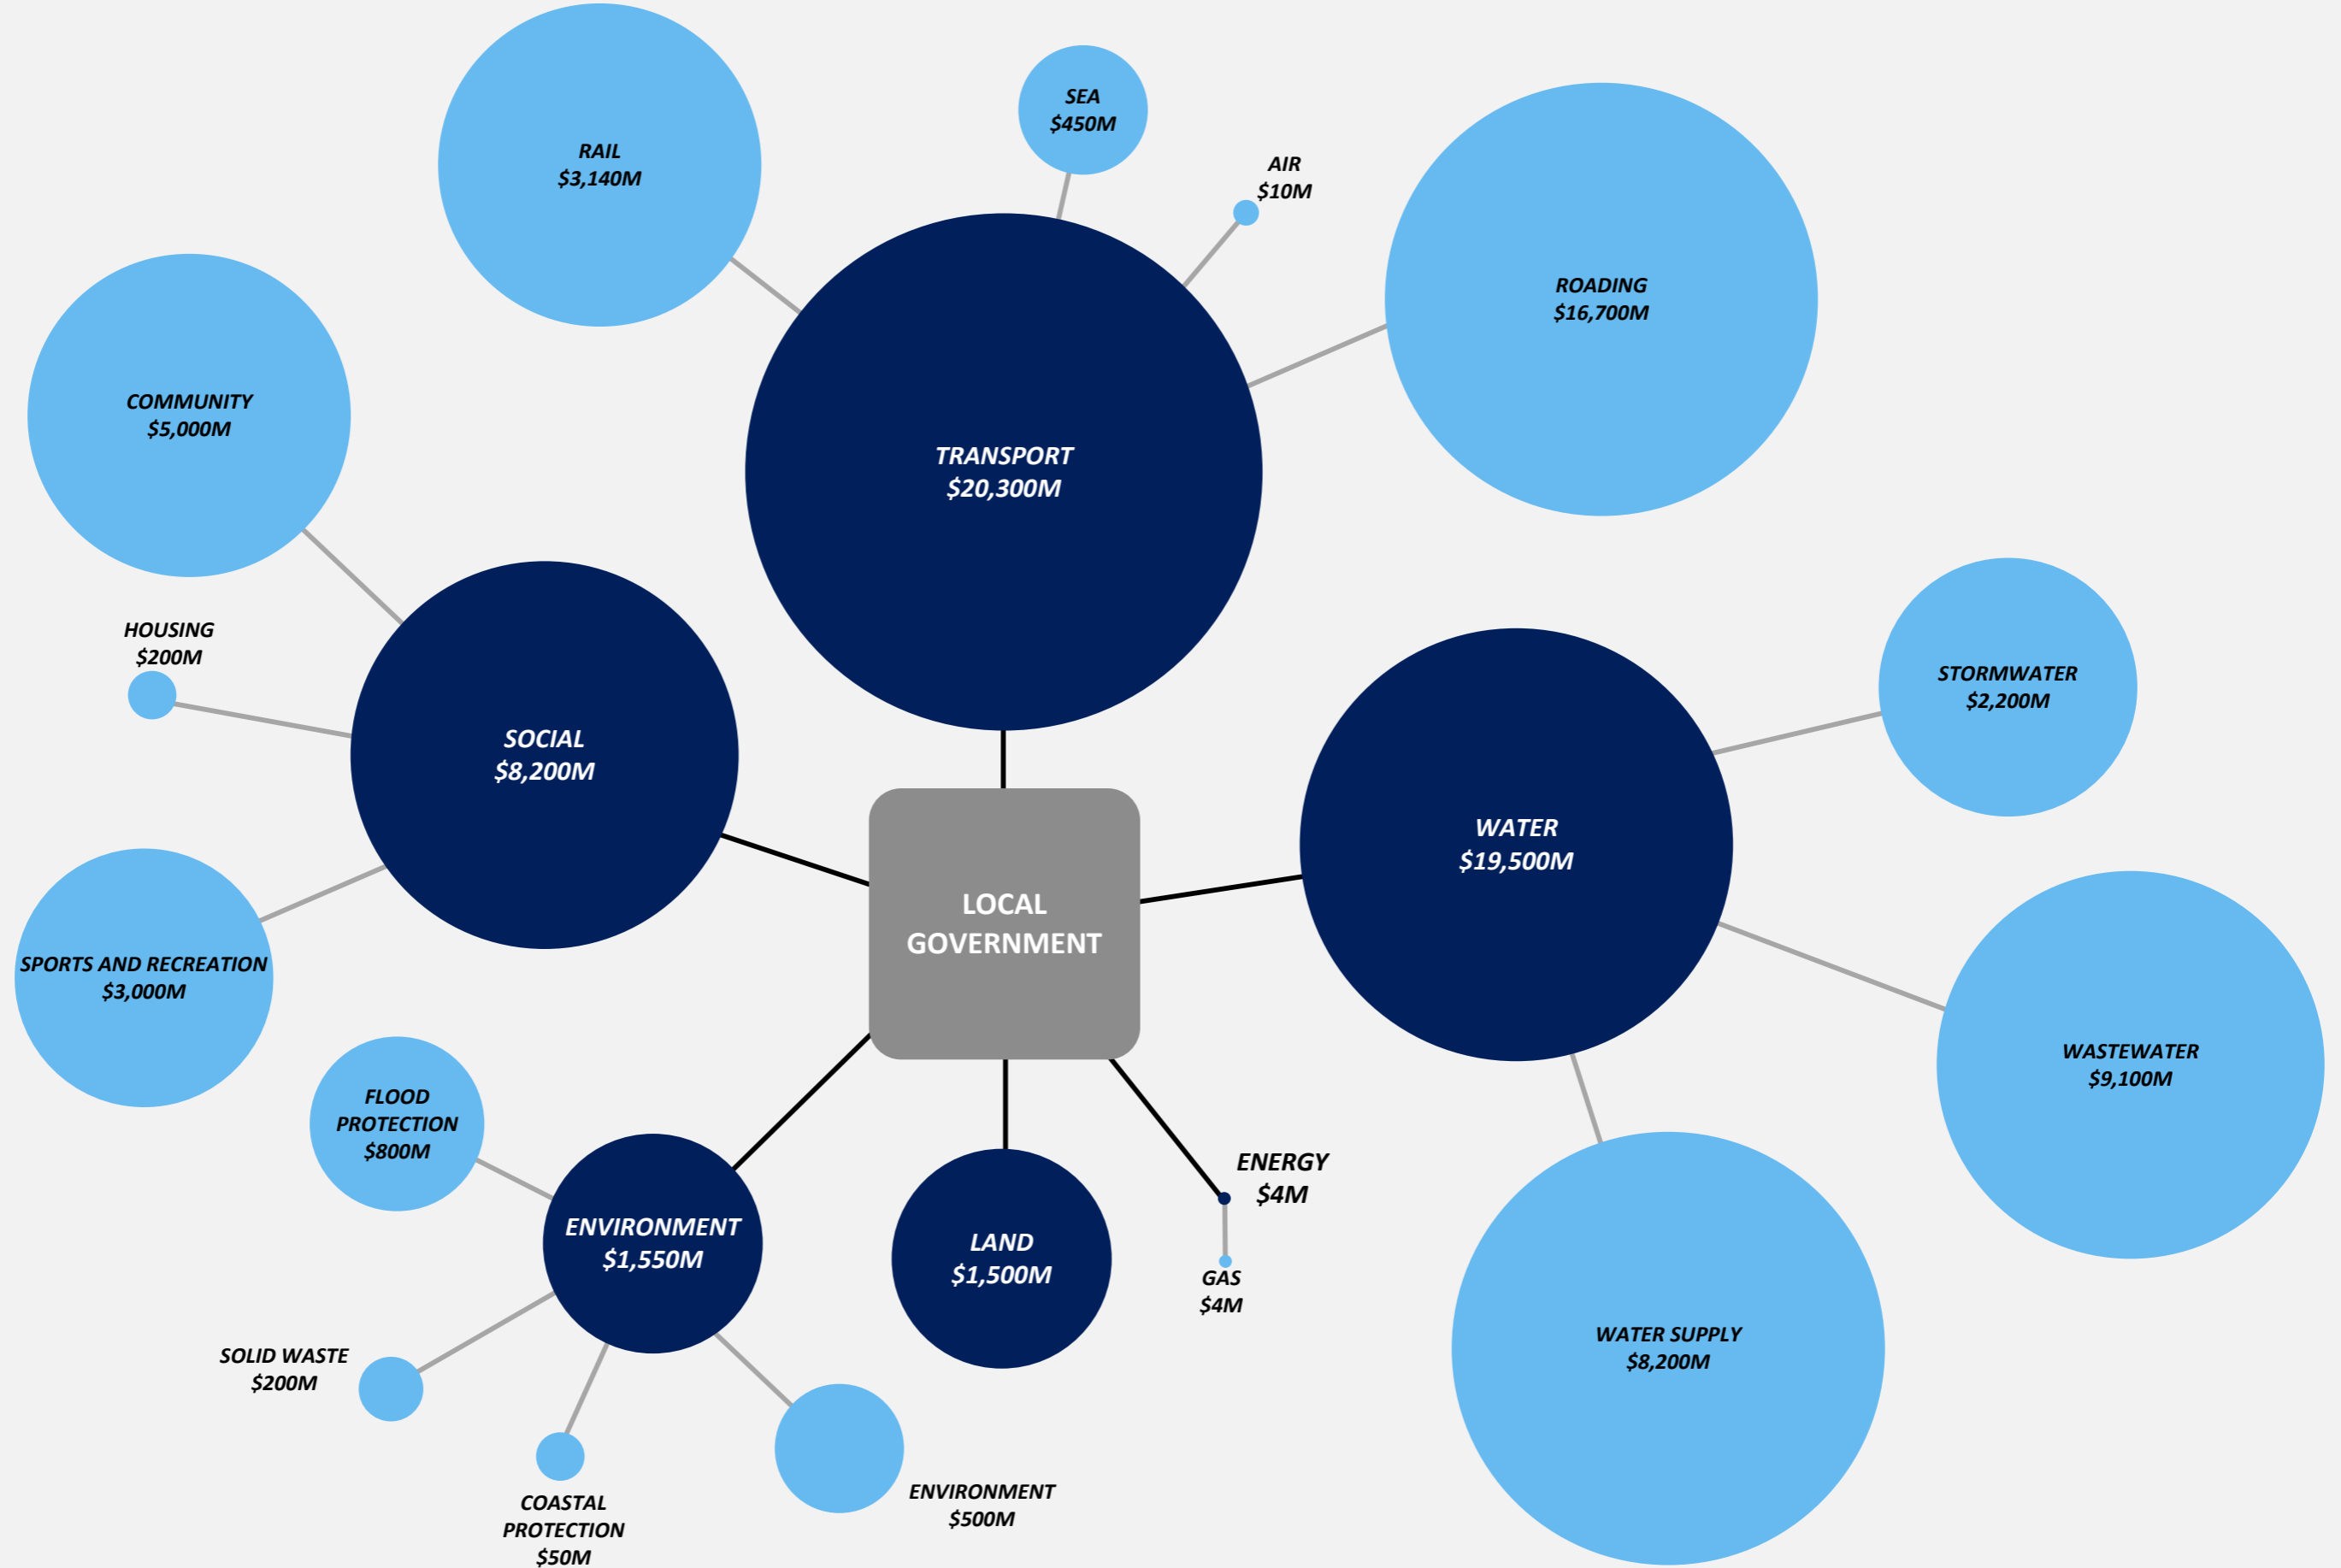 SEA
$450M
RAIL
$3,140M
AIR
$10M
ROADING
$16,700M
COMMUNITY
$5,000M
TRANSPORT
$20,300M
HOUSING
$200M
STORMWATER
$2,200M
SOCIAL
$8,200M
WATER
$19,500M
LOCAL
GOVERNMENT
SPORTS AND RECREATION
$3,000M
WASTEWATER
$9,100M
FLOOD
PROTECTION
$800M
ENERGY
$4M
ENVIRONMENT
$1,550M
LAND
$1,500M
GAS
$4M
WATER SUPPLY
$8,200M
SOLID WASTE
$200M
ENVIRONMENT
$500M
COASTAL
PROTECTION
$50M